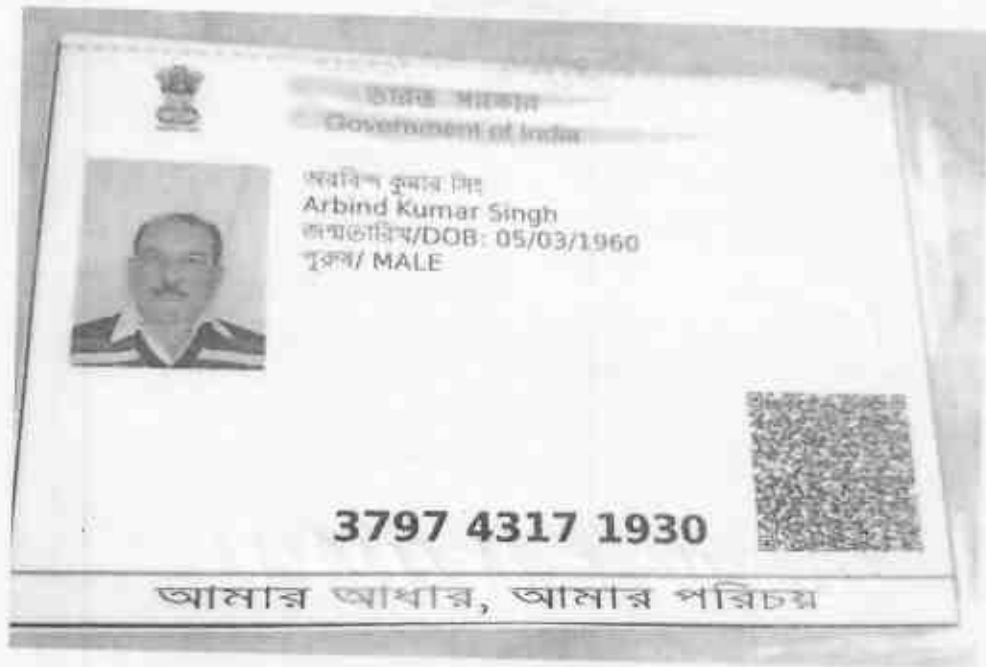 ভারত সরকার
Government of India
অরবিন্দ কুমার সিং
Arbind Kumar Singh
জন্মতারিখ/DOB: 05/03/1960
পুরুষ/ MALE
3797 4317 1930
আমার আধার, আমার পরিচয়